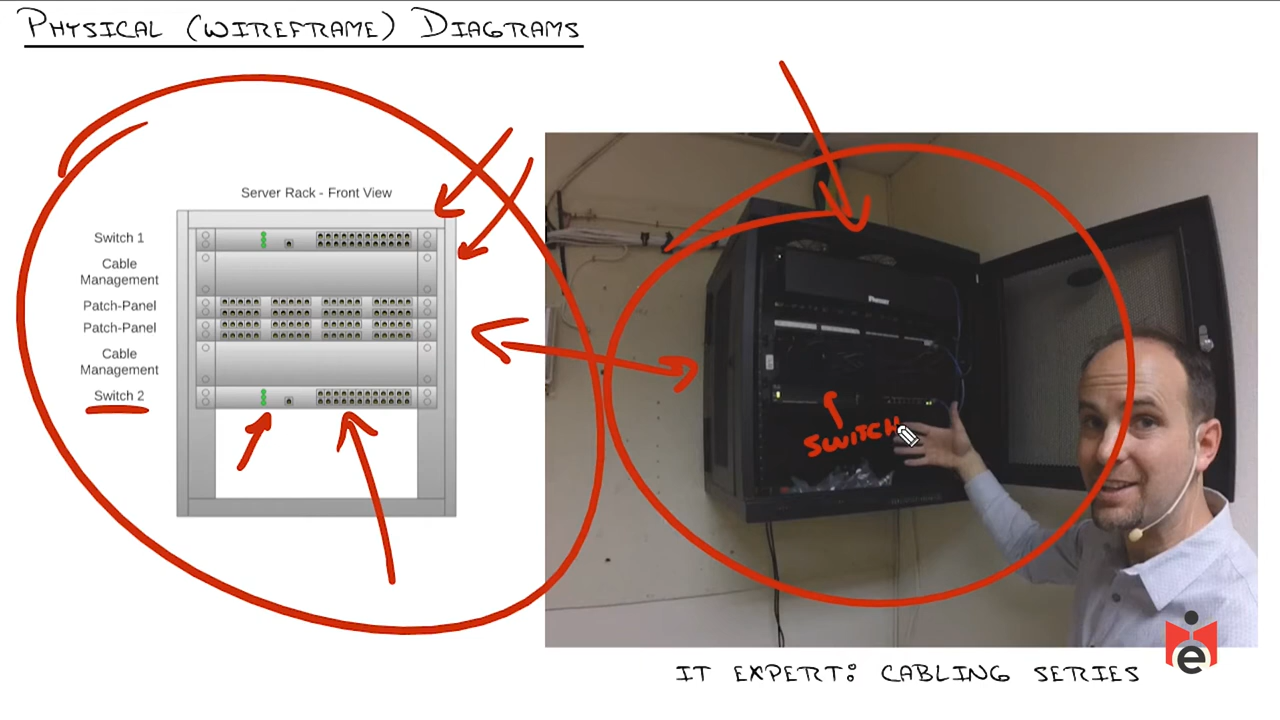 PHYSICAL (WIREFRAME) DIAGRAMS
Server Rack - Front View
Switch 1
Cable
Management
Patch-Panel
Patch-Panel
Cable
Management
Switch 2
SWITCH
IT EXPERT: CABLING SERIES
e